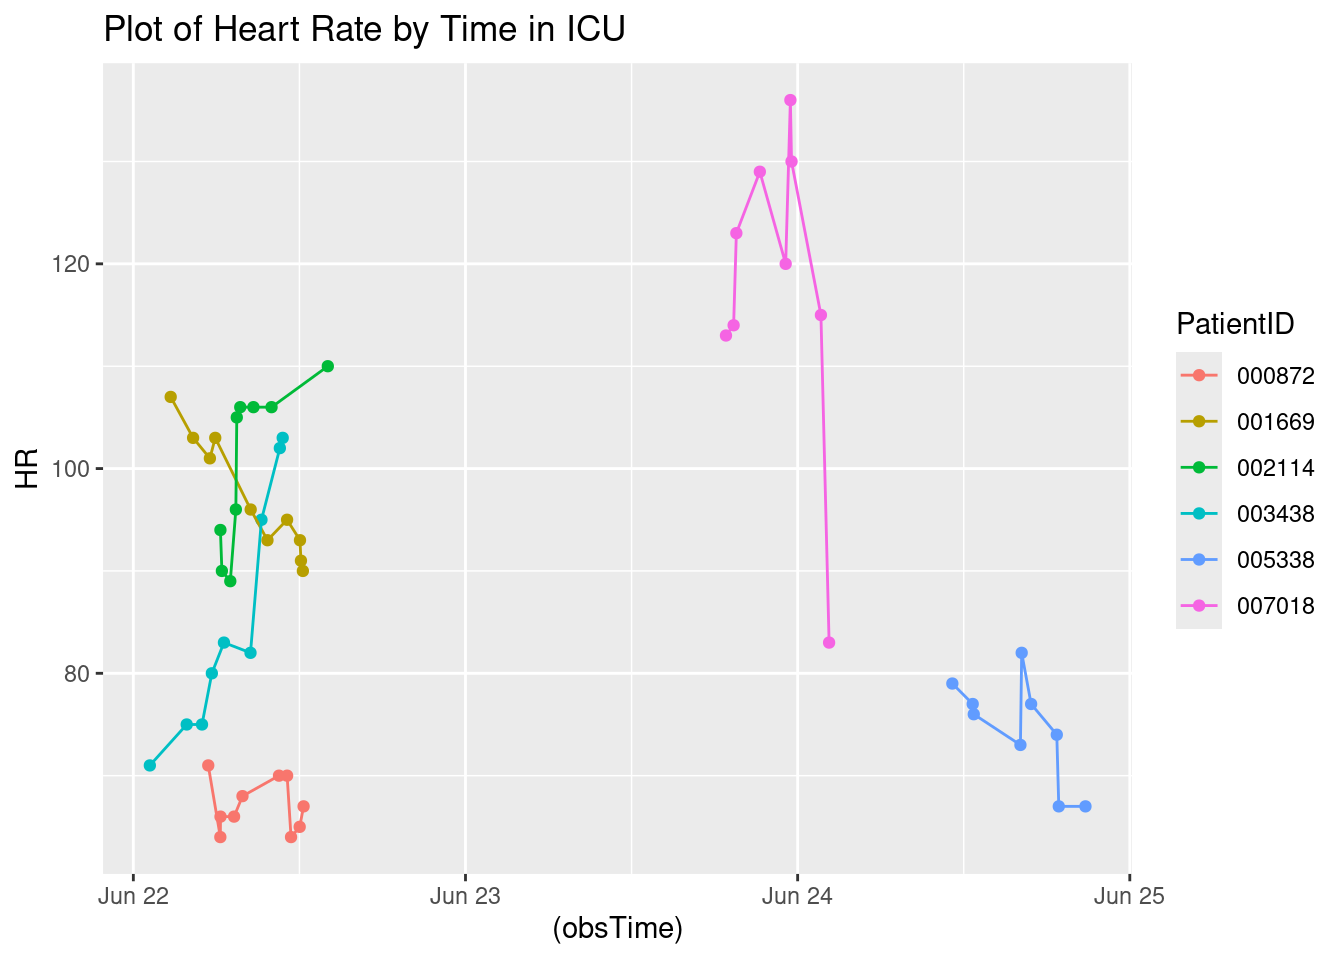 Plot of Heart Rate by Time in ICU
120
100
80
HR
Jun 22
Jun 23
Jun 24
Jun 25
(obsTime)
PatientID
000872
001669
002114
003438
005338
007018